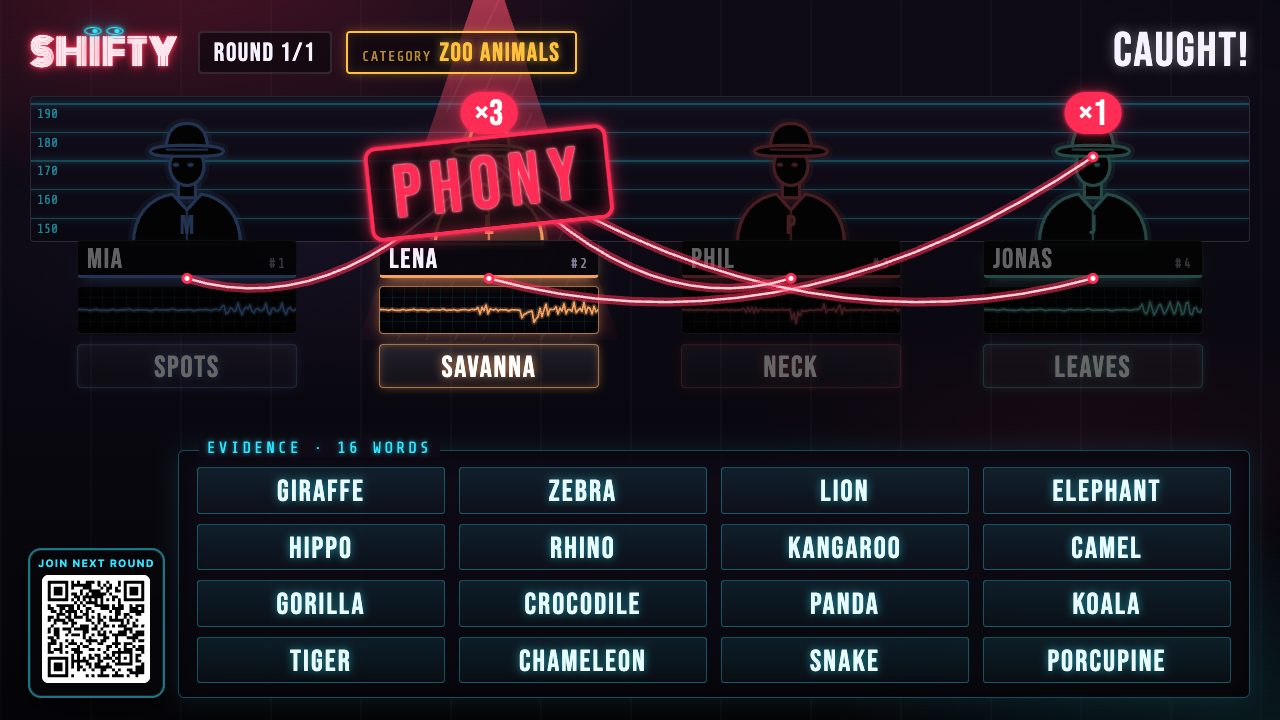 SHIFTY
ROUND 1/1
CATEGORY ZOO ANIMALS
CAUGHT!
×3
×1
190
180
170
160
150
PHONY
M
P
J
MIA #1
LENA #2
PHIL
JONAS #4
SPOTS
SAVANNA
NECK
LEAVES
EVIDENCE · 16 WORDS
GIRAFFE ZEBRA LION ELEPHANT
HIPPO RHINO KANGAROO CAMEL
GORILLA CROCODILE PANDA KOALA
TIGER CHAMELEON SNAKE PORCUPINE
JOIN NEXT ROUND